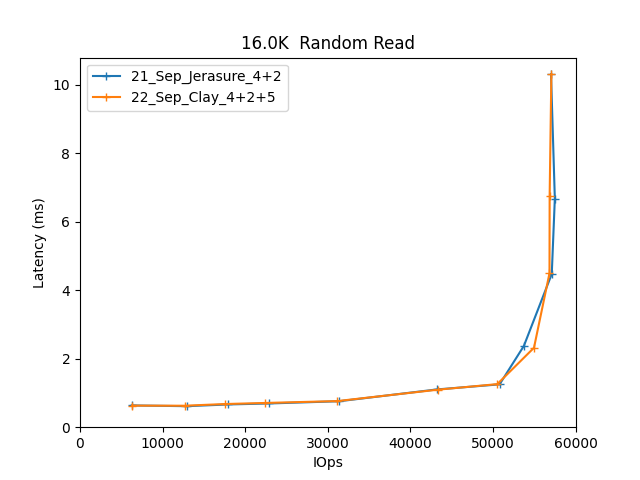 16.0K  Random Read
21_Sep_Jerasure_4+2
22_Sep_Clay_4+2+5
Latency (ms)
10
8
6
4
2
0
0 10000 20000 30000 40000 50000 60000
IOps